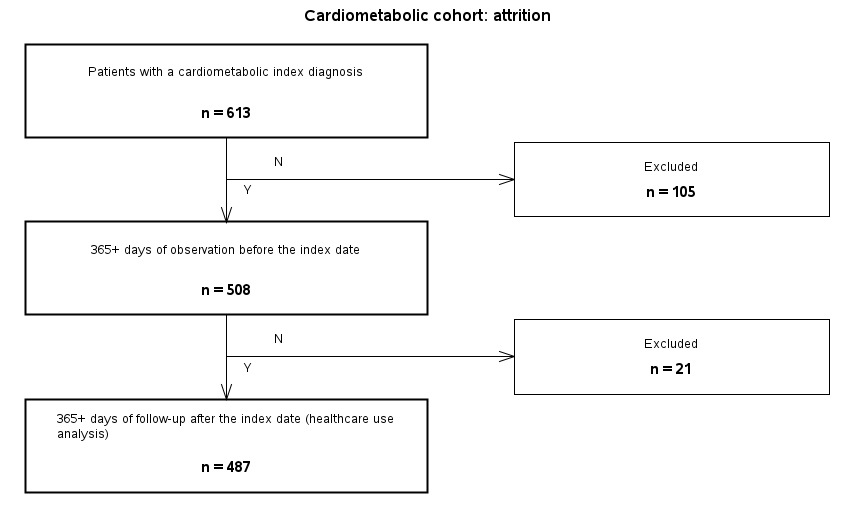 Cardiometabolic cohort: attrition
Patients with a cardiometabolic index diagnosis
n = 613
N
Y
Excluded
n = 105
365+ days of observation before the index date
n = 508
N
Y
Excluded
n = 21
365+ days of follow-up after the index date (healthcare use
analysis)
n = 487